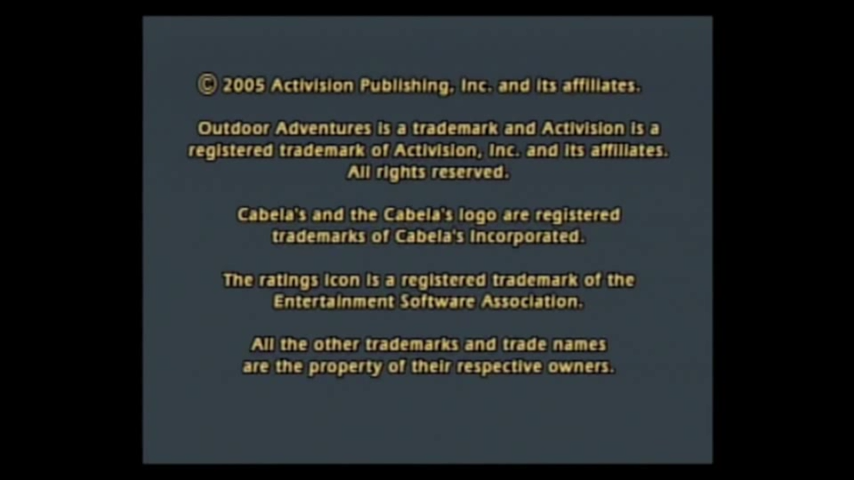 © 2005 Activision Publishing, Inc. and its affiliates.
Outdoor Adventures is a trademark and Activision is a
registered trademark of Activision, Inc. and its affiliates.
All rights reserved.
Cabela's and the Cabela's logo are registered
trademarks of Cabela's Incorporated.
The ratings icon is a registered trademark of the
Entertainment Software Association.
All the other trademarks and trade names
are the property of their respective owners.